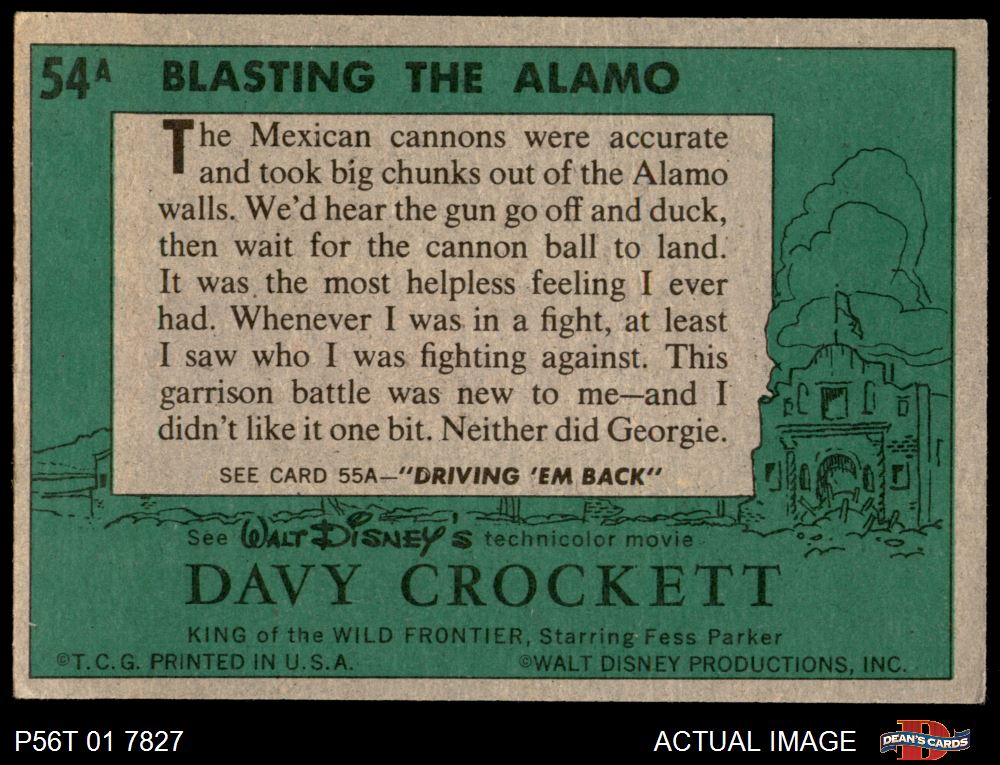 54A BLASTING THE ALAMO
The Mexican cannons were accurate
and took big chunks out of the Alamo
walls. We'd hear the gun go off and duck,
then wait for the cannon ball to land.
It was the most helpless feeling I ever
had. Whenever I was in a fight, at least
I saw who I was fighting against. This
garrison battle was new to me—and I
didn't like it one bit. Neither did Georgie.
SEE CARD 55A—"DRIVING 'EM BACK"
See WALT DISNEY'S technicolor movie
DAVY CROCKETT
KING of the WILD FRONTIER, Starring Fess Parker
©T.C.G. PRINTED IN U.S.A. ©WALT DISNEY PRODUCTIONS, INC.
P56T 01 7827 ACTUAL IMAGE DEAN'S CARDS